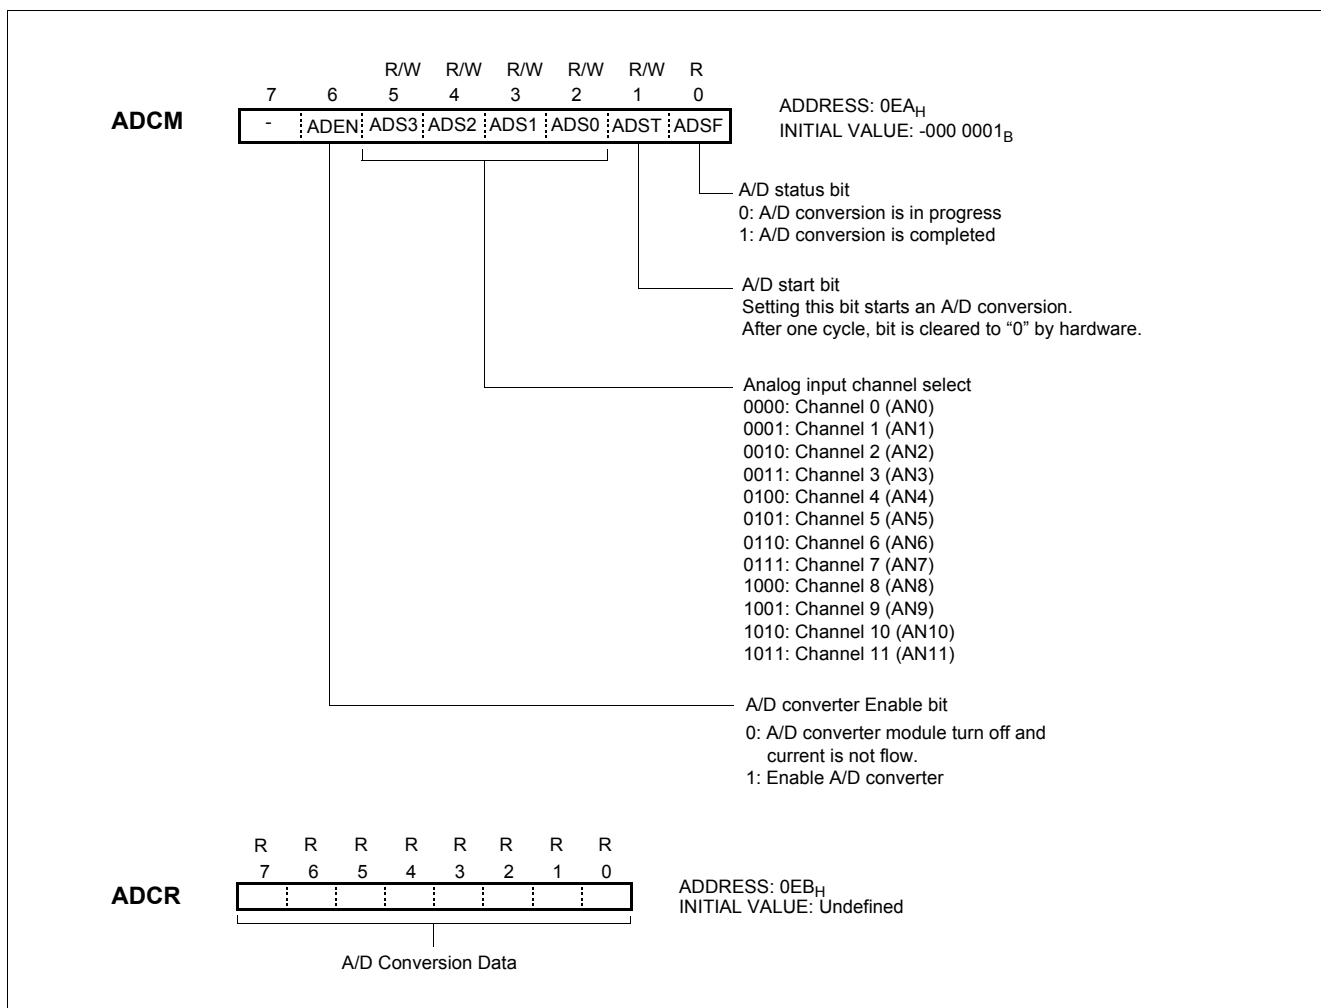 R/W R/W R/W R/W R/W R
7 6 5 4 3 2 1 0
ADCM
- ADEN ADS3 ADS2 ADS1 ADS0 ADST ADSF
ADDRESS: 0EAH
INITIAL VALUE: -000 0001B
A/D status bit
0: A/D conversion is in progress
1: A/D conversion is completed
A/D start bit
Setting this bit starts an A/D conversion.
After one cycle, bit is cleared to “0” by hardware.
Analog input channel select
0000: Channel 0 (AN0)
0001: Channel 1 (AN1)
0010: Channel 2 (AN2)
0011: Channel 3 (AN3)
0100: Channel 4 (AN4)
0101: Channel 5 (AN5)
0110: Channel 6 (AN6)
0111: Channel 7 (AN7)
1000: Channel 8 (AN8)
1001: Channel 9 (AN9)
1010: Channel 10 (AN10)
1011: Channel 11 (AN11)
A/D converter Enable bit
0: A/D converter module turn off and
current is not flow.
1: Enable A/D converter
R R R R R R R R
7 6 5 4 3 2 1 0
ADCR
ADDRESS: 0EBH
INITIAL VALUE: Undefined
A/D Conversion Data